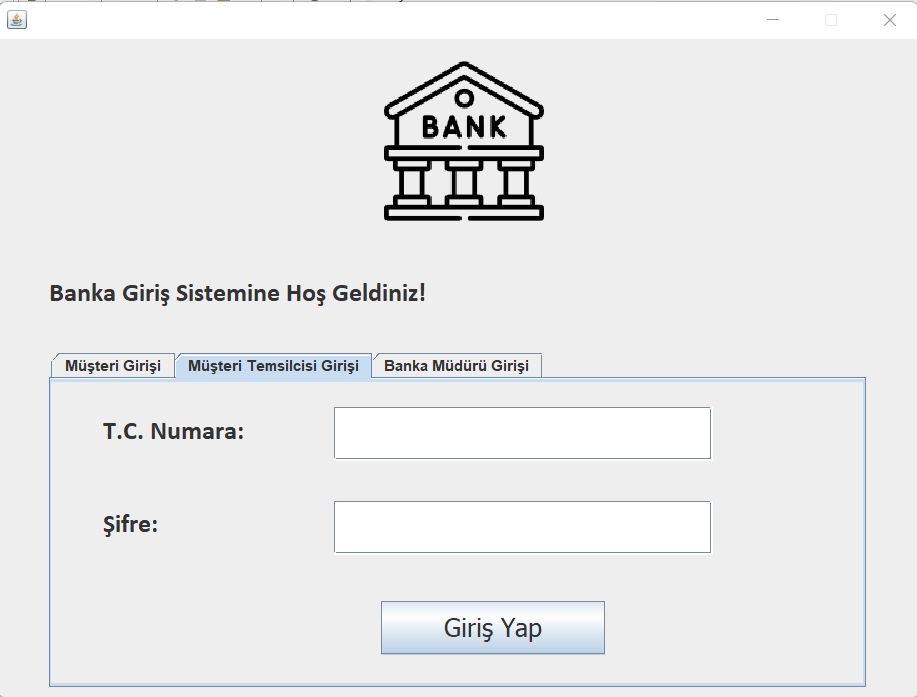 BANK
Banka Giriş Sistemine Hoş Geldiniz!
Müşteri Girişi Müşteri Temsilcisi Girişi Banka Müdürü Girişi
T.C. Numara:
Şifre:
Giriş Yap